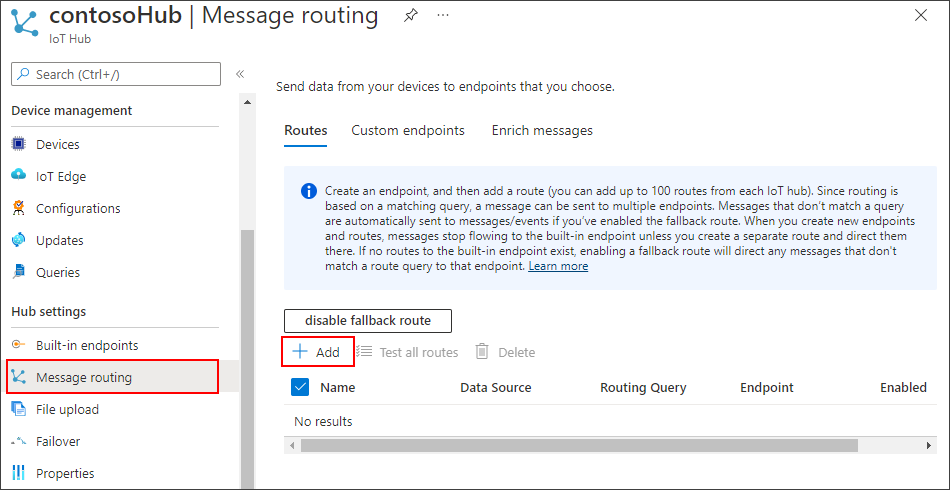 contosoHub | Message routing
IoT Hub
Search (Ctrl+/)
Device management
Devices
IoT Edge
Configurations
Updates
Queries
Hub settings
Built-in endpoints
Message routing
File upload
Failover
Properties
Send data from your devices to endpoints that you choose.
Routes Custom endpoints Enrich messages
Create an endpoint, and then add a route (you can add up to 100 routes from each IoT hub). Since routing is
based on a matching query, a message can be sent to multiple endpoints. Messages that don't match a query
are automatically sent to messages/events if you've enabled the fallback route. When you create new endpoints
and routes, messages stop flowing to the built-in endpoint unless you create a separate route and direct them
there. If no routes to the built-in endpoint exist, enabling a fallback route will direct any messages that don't
match a route query to that endpoint. Learn more
disable fallback route
Add Test all routes Delete
Name Data Source Routing Query Endpoint Enabled
No results